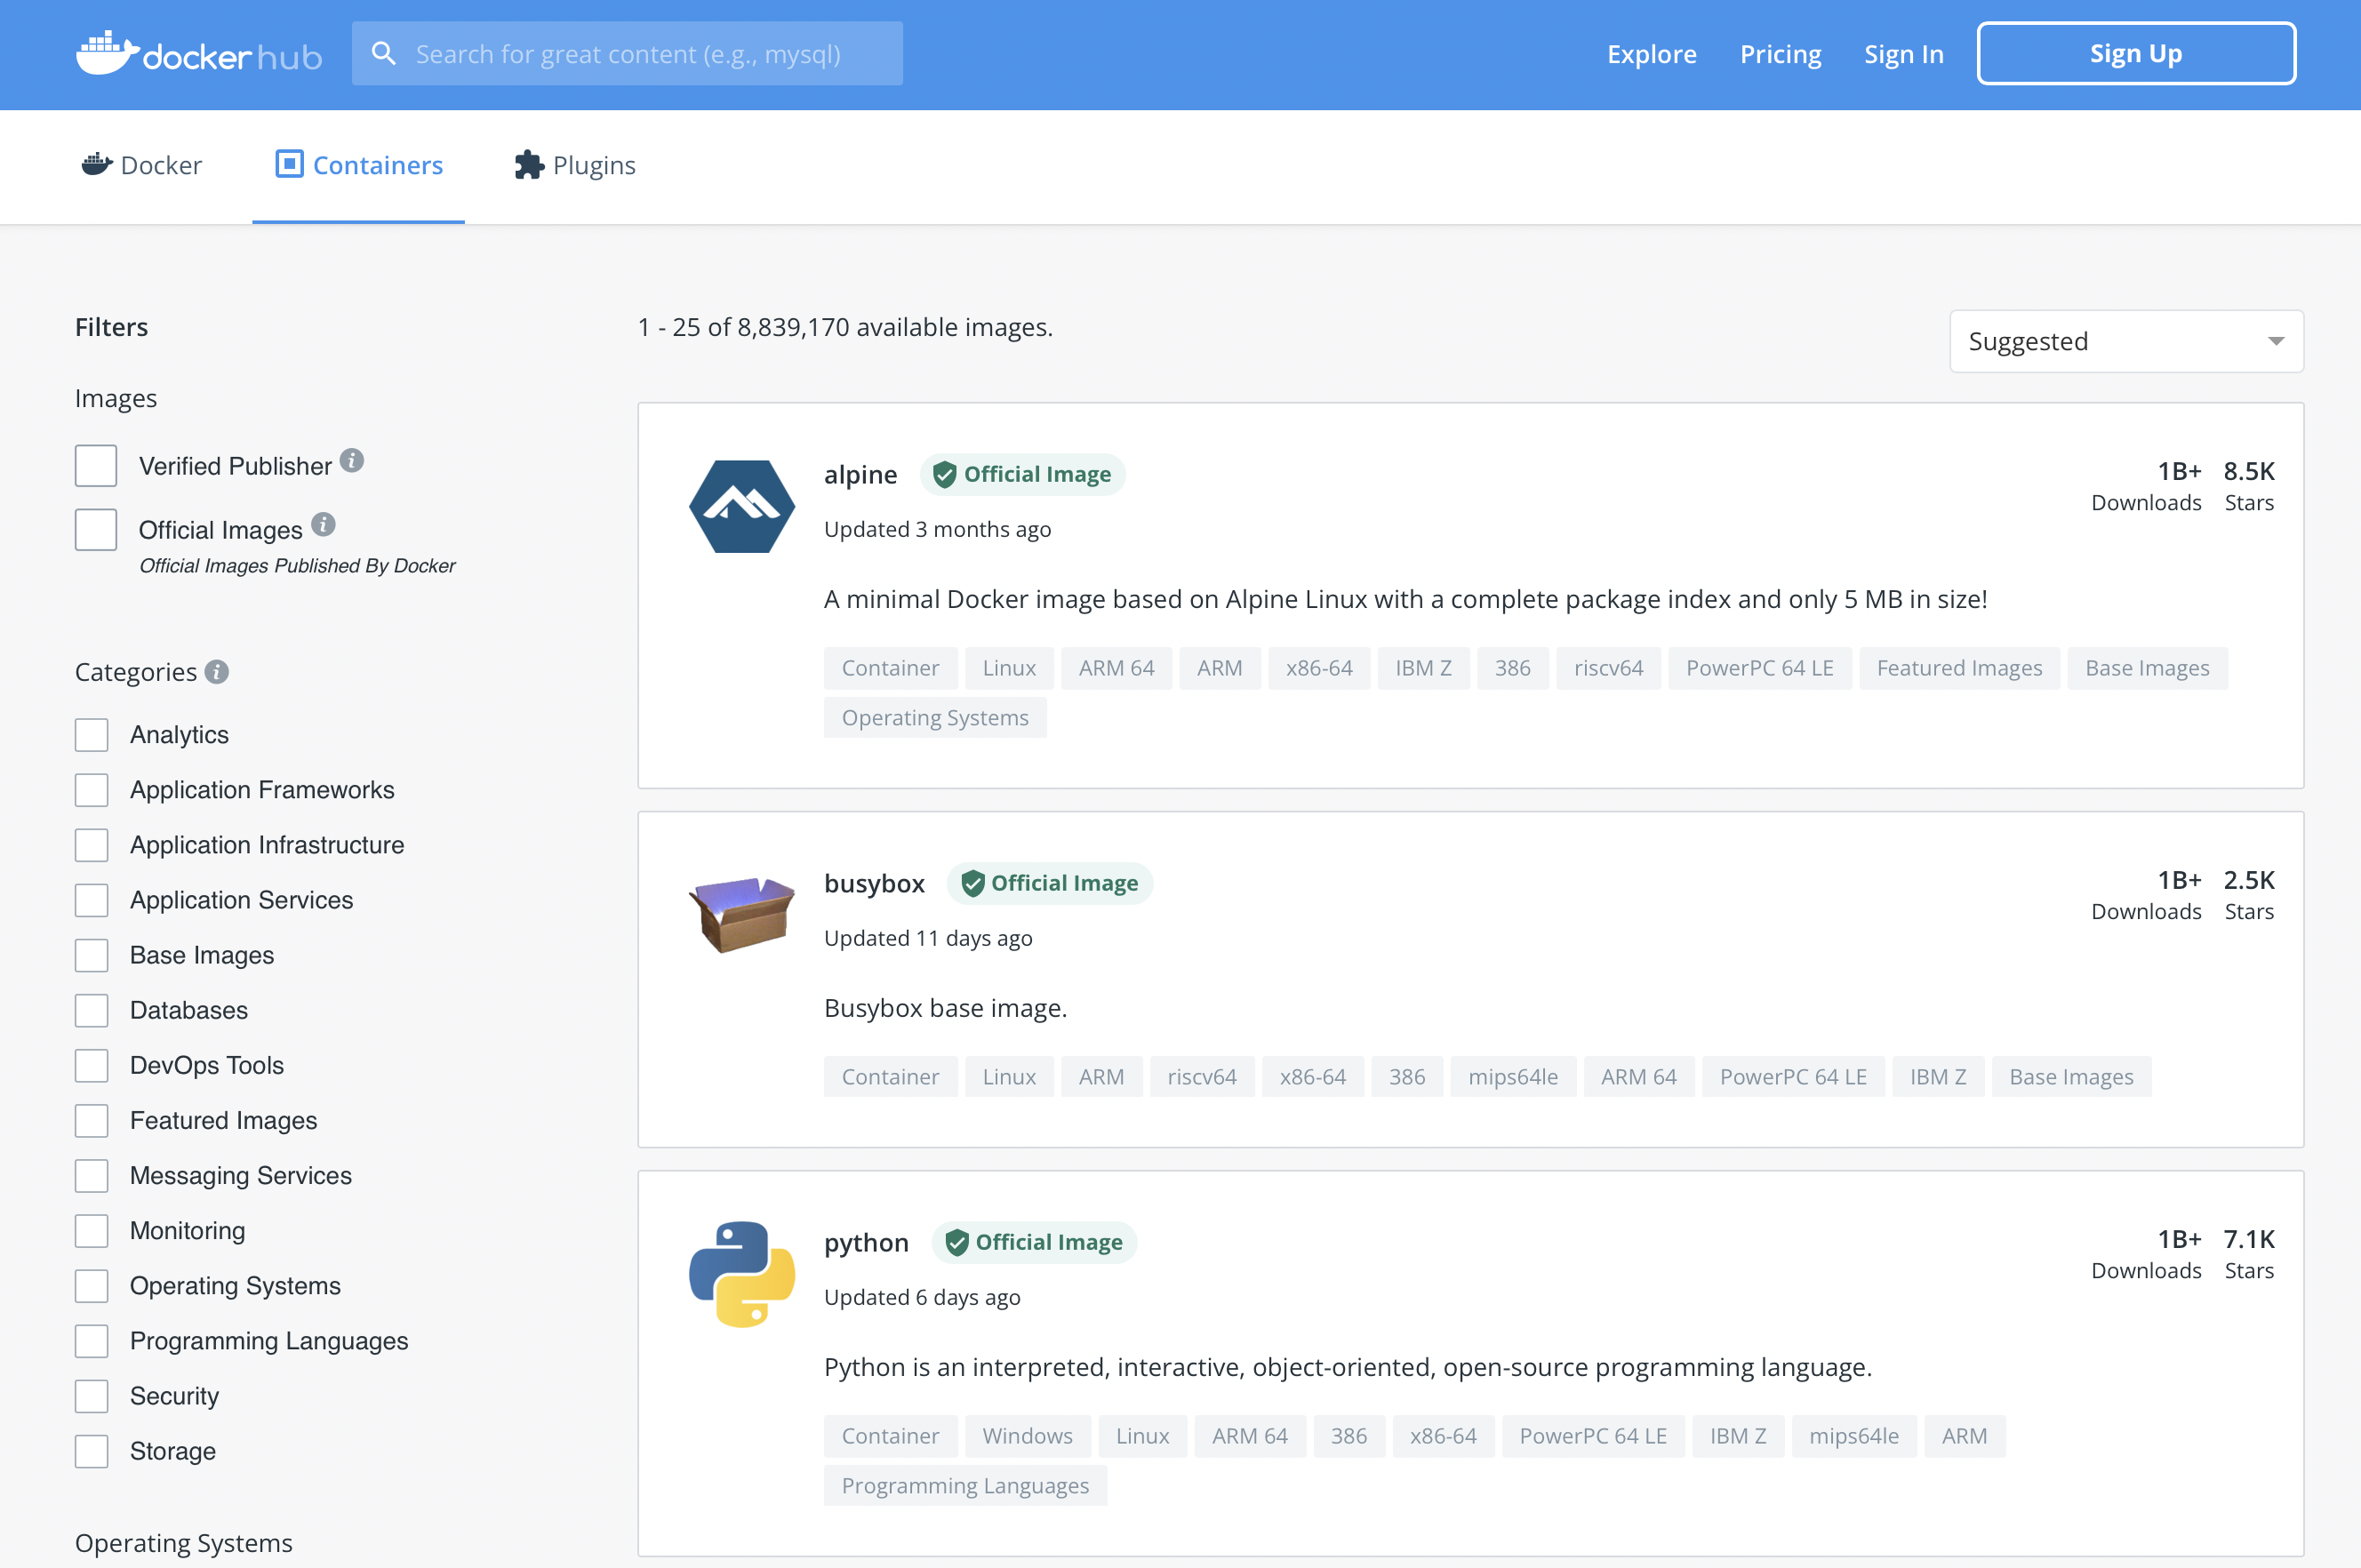 docker hub
Search for great content (e.g., mysql)
Explore Pricing Sign In Sign Up
Docker Containers Plugins
Filters
Images
Verified Publisher
Official Images
Official Images Published By Docker
Categories
Analytics
Application Frameworks
Application Infrastructure
Application Services
Base Images
Databases
DevOps Tools
Featured Images
Messaging Services
Monitoring
Operating Systems
Programming Languages
Security
Storage
Operating Systems
1 - 25 of 8,839,170 available images.
Suggested
alpine Official Image
1B+ 8.5K
Downloads Stars
Updated 3 months ago
A minimal Docker image based on Alpine Linux with a complete package index and only 5 MB in size!
Container Linux ARM 64 ARM x86-64 IBM Z 386 riscv64 PowerPC 64 LE Featured Images Base Images
Operating Systems
busybox Official Image
1B+ 2.5K
Downloads Stars
Updated 11 days ago
Busybox base image.
Container Linux ARM riscv64 x86-64 386 mips64le ARM 64 PowerPC 64 LE IBM Z Base Images
python Official Image
1B+ 7.1K
Downloads Stars
Updated 6 days ago
Python is an interpreted, interactive, object-oriented, open-source programming language.
Container Windows Linux ARM 64 386 x86-64 PowerPC 64 LE IBM Z mips64le ARM
Programming Languages